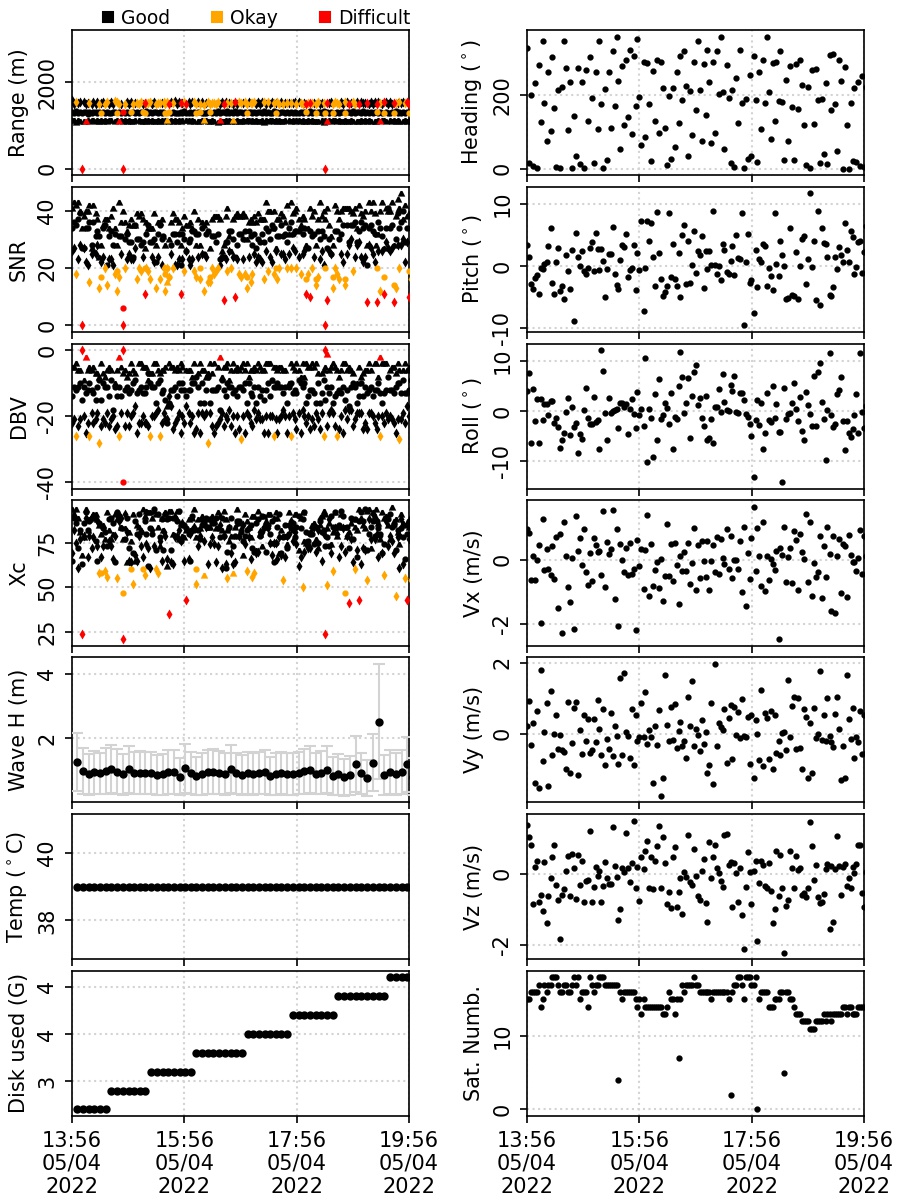 Good Okay Difficult
Range (m)
2000
0
SNR
40
20
0
DBV
0
-20
-40
Xc
75
50
25
Wave H (m)
4
2
Temp (°C)
40
38
Disk used (G)
4
4
3
13:56 15:56 17:56 19:56
05/04 05/04 05/04 05/04
2022 2022 2022 2022
Heading (°)
200
0
Pitch (°)
10
0
-10
Roll (°)
10
0
-10
Vx (m/s)
0
-2
Vy (m/s)
2
0
Vz (m/s)
0
-2
Sat. Numb.
10
0
13:56 15:56 17:56 19:56
05/04 05/04 05/04 05/04
2022 2022 2022 2022